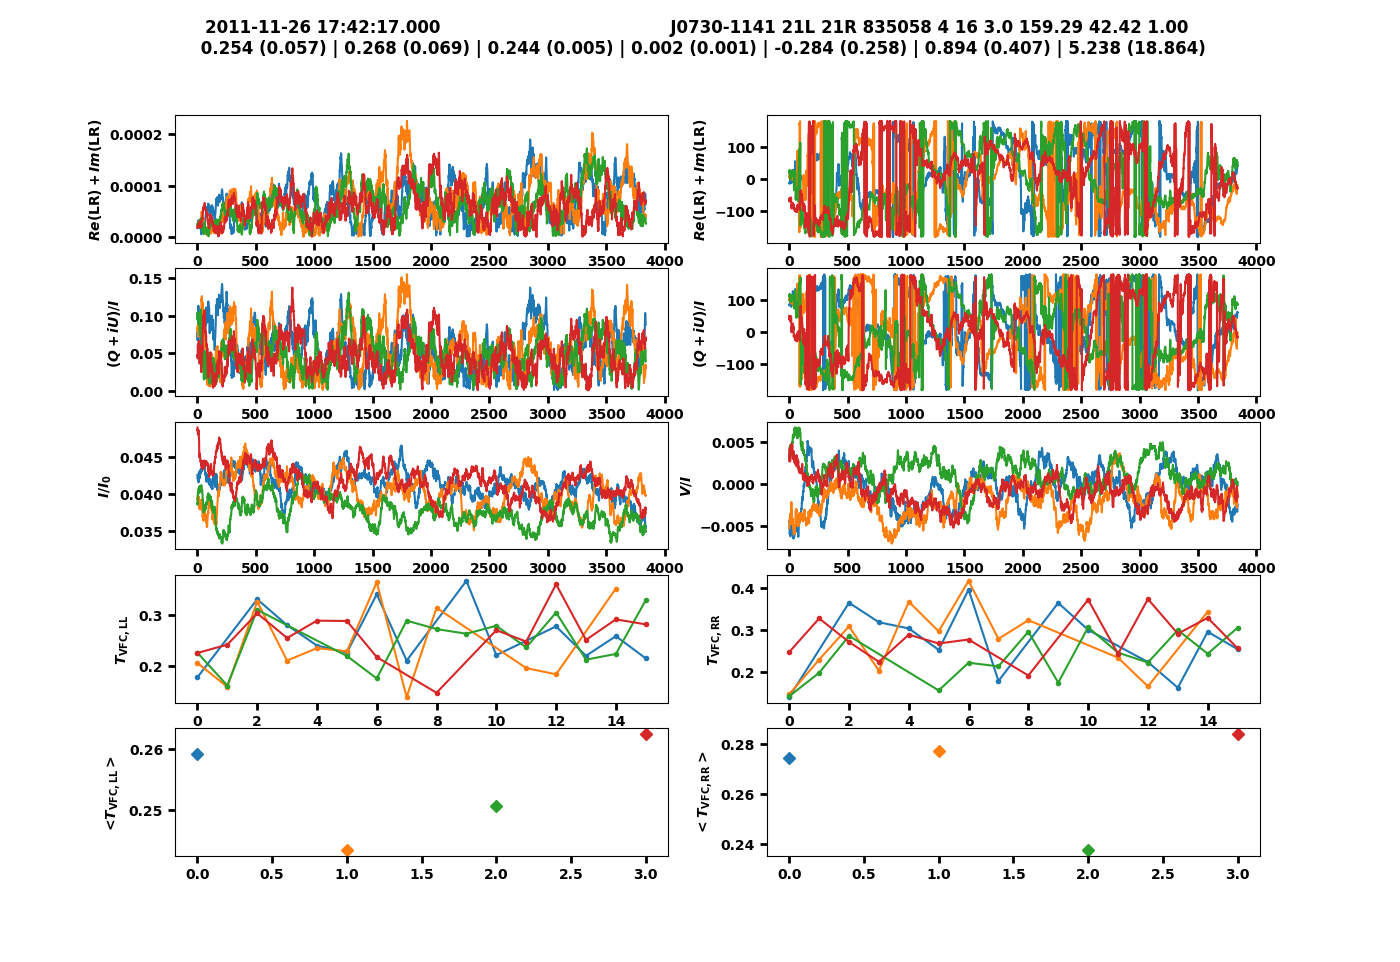 2011-11-26 17:42:17.000 J0730-1141 21L 21R 835058 4 16 3.0 159.29 42.42 1.00
0.254 (0.057) | 0.268 (0.069) | 0.244 (0.005) | 0.002 (0.001) | -0.284 (0.258) | 0.894 (0.407) | 5.238 (18.864)
Re(LR) + Im(LR)
0.0002
0.0001
0.0000
0 500 1000 1500 2000 2500 3000 3500 4000
Re(LR) + Im(LR)
100
0
−100
0 500 1000 1500 2000 2500 3000 3500 4000
(Q + iU)/I
0.15
0.10
0.05
0.00
0 500 1000 1500 2000 2500 3000 3500 4000
(Q + iU)/I
100
0
−100
0 500 1000 1500 2000 2500 3000 3500 4000
I/I0
0.045
0.040
0.035
0 500 1000 1500 2000 2500 3000 3500 4000
V/I
0.005
0.000
−0.005
0 500 1000 1500 2000 2500 3000 3500 4000
TVFC, LL
0.3
0.2
0 2 4 6 8 10 12 14
TVFC, RR
0.4
0.3
0.2
0 2 4 6 8 10 12 14
<TVFC, LL >
0.26
0.25
0.0 0.5 1.0 1.5 2.0 2.5 3.0
< TVFC, RR >
0.28
0.26
0.24
0.0 0.5 1.0 1.5 2.0 2.5 3.0